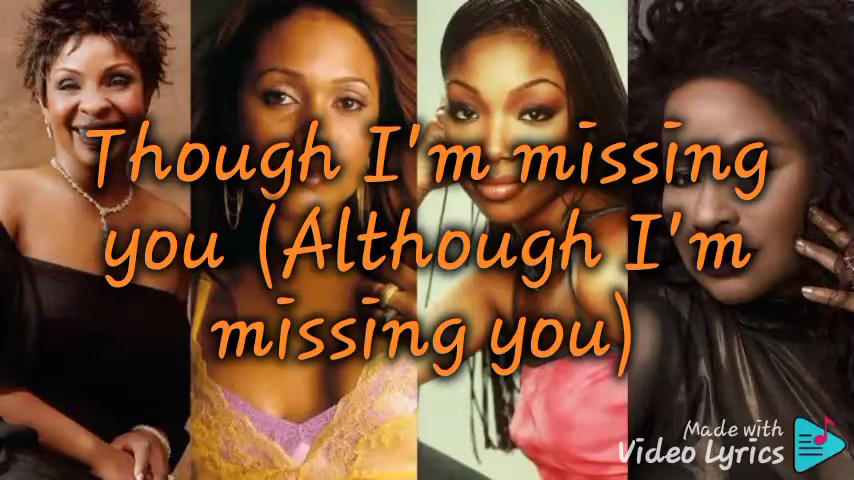 Though I'm missing
you (Although I'm
missing you)
Made with
Video Lyrics